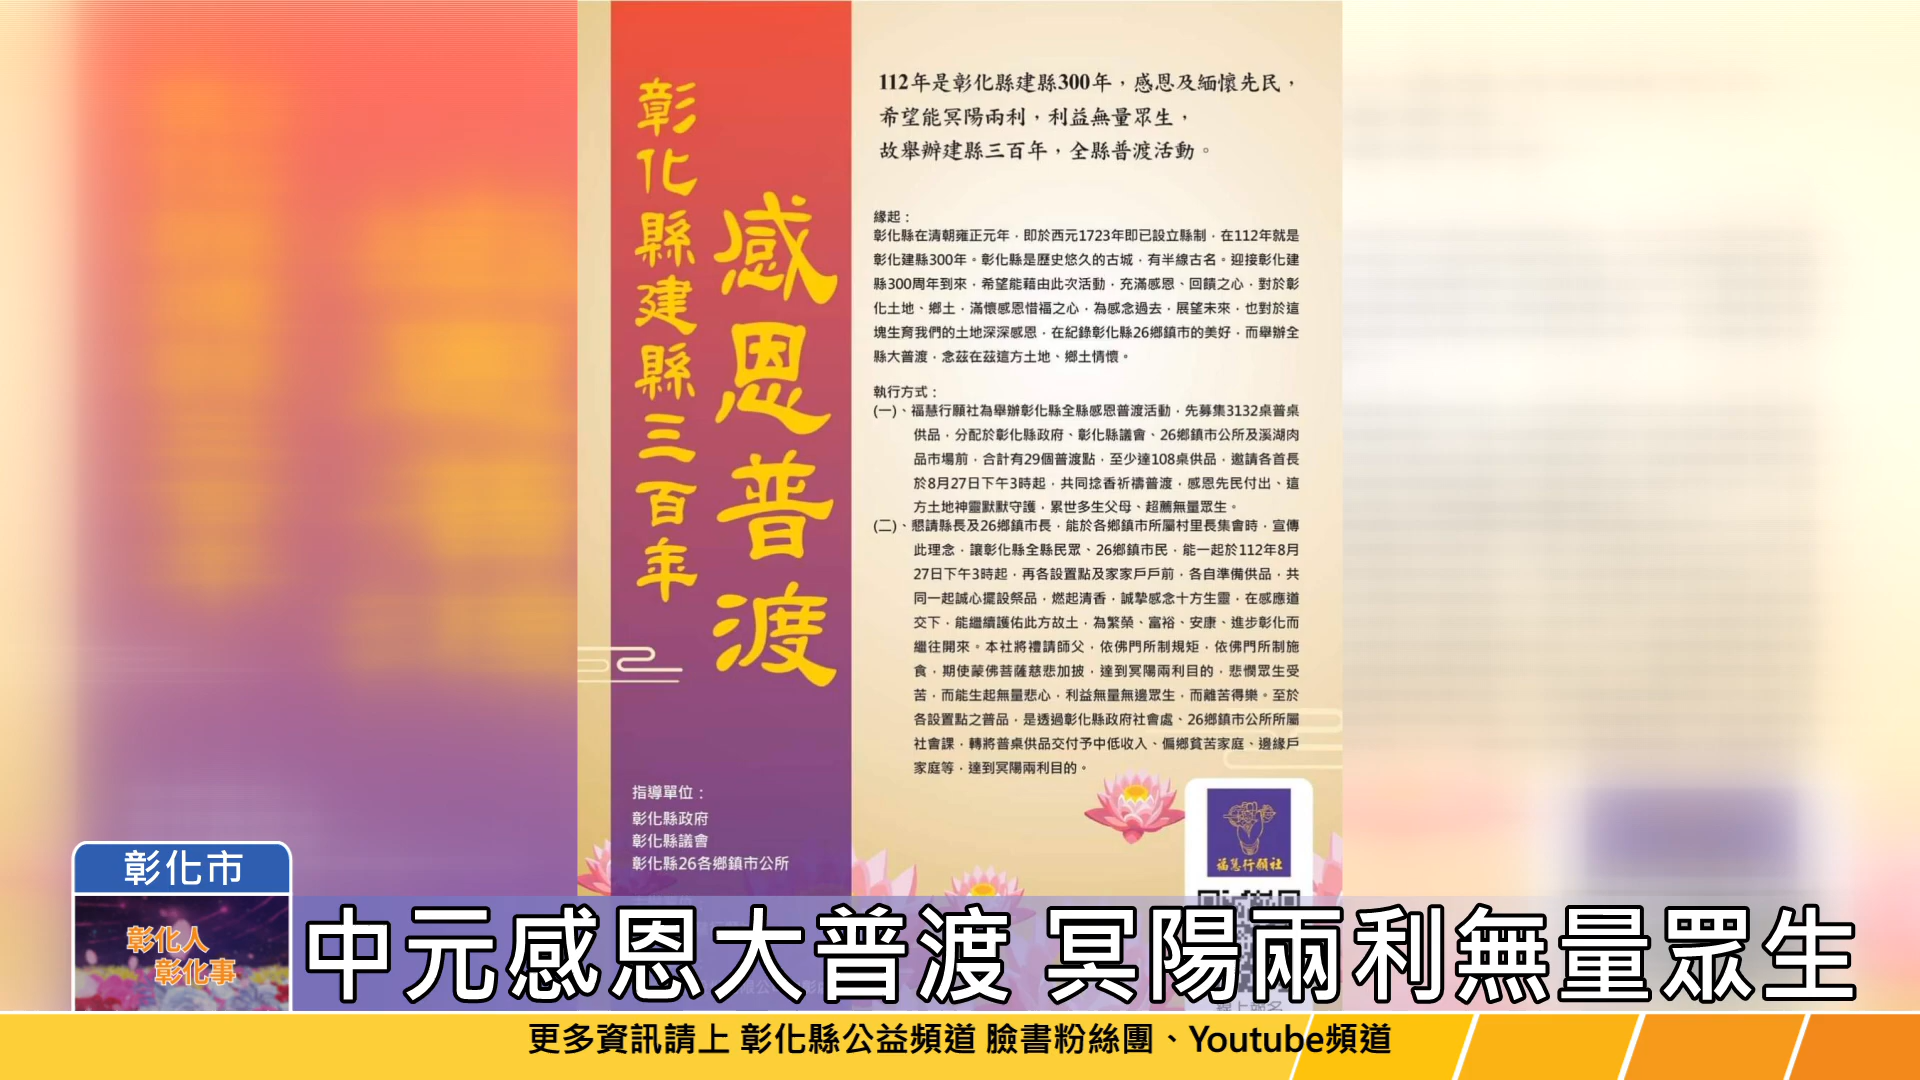 彰化縣建縣三百年
感恩普渡
112年是彰化縣建縣300年，感恩及緬懷先民，
希望能冥陽兩利，利益無量眾生，
故舉辦建縣三百年，全縣普渡活動。
緣起：
彰化縣在清朝雍正元年，即於西元1723年即已設立縣制，在112年就是
彰化建縣300年。彰化縣是歷史悠久的古城，有半線古名。迎接彰化建
縣300周年到來，希望能藉由此次活動，充滿感恩、回饋之心，對於彰
化土地、鄉土，滿懷感恩惜福之心，為感念過去，展望未來，也對於這
塊生育我們的土地深深感恩，在紀錄彰化縣26鄉鎮市的美好，而舉辦全
縣大普渡，念茲在茲這方土地、鄉土情懷。
執行方式：
(一)、福慧行願社為舉辦彰化縣全縣感恩普渡活動，先募集3132桌普桌
供品，分配於彰化縣政府、彰化縣議會、26鄉鎮市公所及溪湖肉
品市場前，合計有29個普渡點，至少達108桌供品，邀請各首長
於8月27日下午3時起，共同捻香祈禱普渡，感恩先民付出、這
方土地神靈默默守護，累世多生父母、超薦無量眾生。
(二)、懇請縣長及26鄉鎮市長，能於各鄉鎮市所屬村里長集會時，宣傳
此理念，讓彰化縣全縣民眾、26鄉鎮市民，能一起於112年8月
27日下午3時起，再各設置點及家家戶戶前，各自準備供品，共
同一起誠心擺設祭品，燃起清香，誠摯感念十方生靈，在感應道
交下，能繼續護佑此方故土，為繁榮、富裕、安康、進步彰化而
繼往開來。本社將禮請師父，依佛門所制規矩，依佛門所制施
食，期使蒙佛菩薩慈悲加披，達到冥陽兩利目的，悲憫眾生受
苦，而能生起無量悲心，利益無量無邊眾生，而離苦得樂。至於
各設置點之普品，是透過彰化縣政府社會處、26鄉鎮市公所所屬
社會課，轉將普桌供品交付予中低收入、偏鄉貧苦家庭、邊緣戶
家庭等，達到冥陽兩利目的。
指導單位：
彰化縣政府
彰化縣議會
彰化縣26各鄉鎮市公所
福慧行願社
彰化市
彰化人
彰化事
中元感恩大普渡 冥陽兩利無量眾生
更多資訊請上 彰化縣公益頻道 臉書粉絲團、Youtube頻道